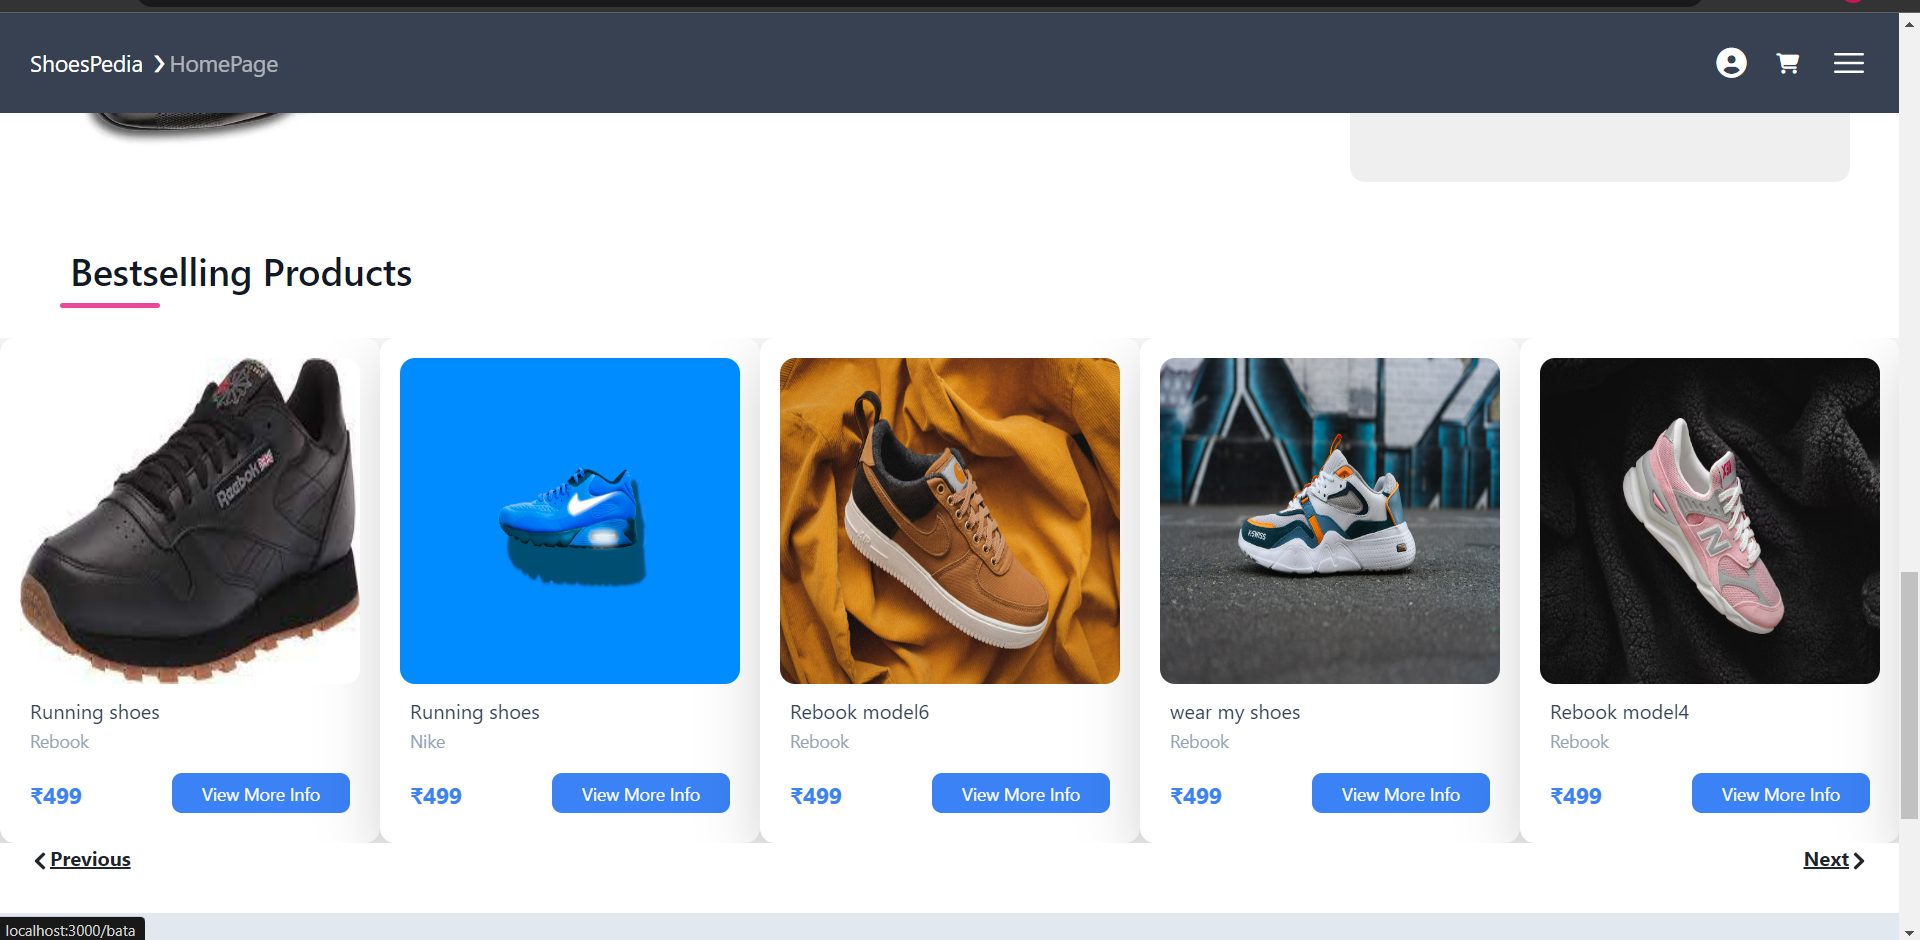 ShoesPedia ❯ HomePage
Bestselling Products
Reebok
K·SWISS
N
Running shoes
Rebook
₹499
View More Info
Running shoes
Nike
₹499
View More Info
Rebook model6
Rebook
₹499
View More Info
wear my shoes
Rebook
₹499
View More Info
Rebook model4
Rebook
₹499
View More Info
Previous
Next
localhost:3000/bata